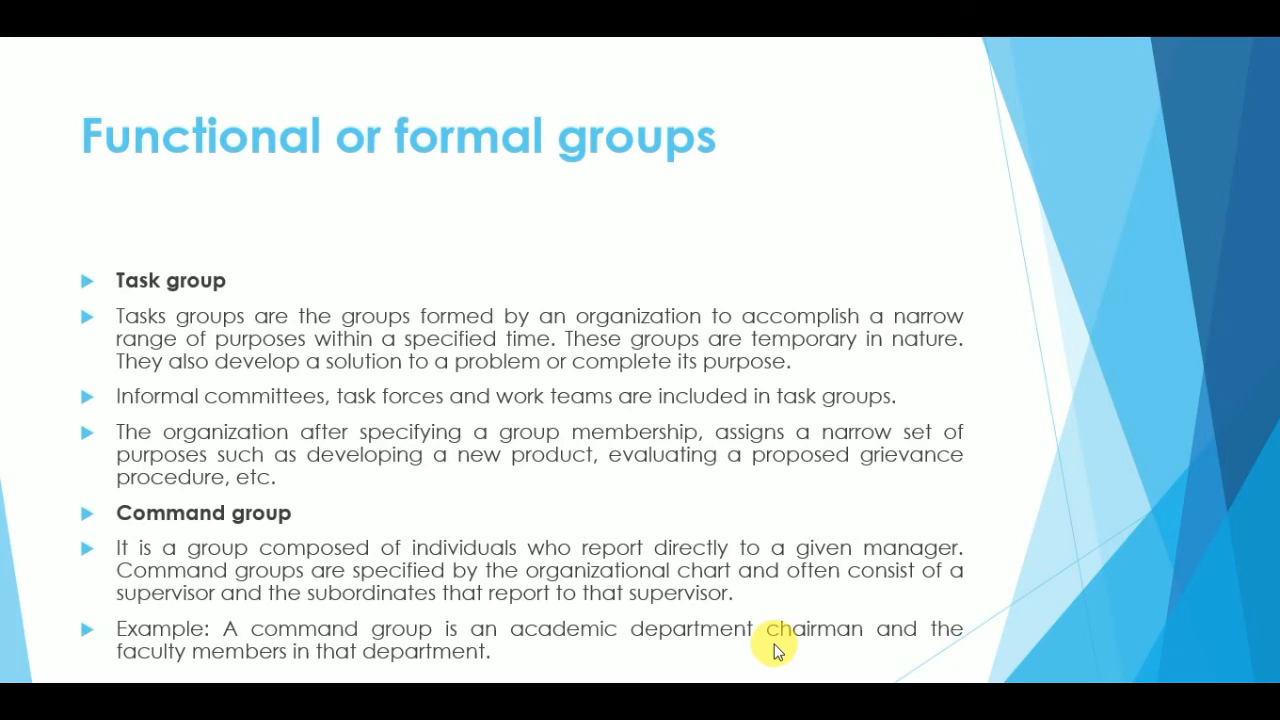 Functional or formal groups
Task group
Tasks groups are the groups formed by an organization to accomplish a narrow
range of purposes within a specified time. These groups are temporary in nature.
They also develop a solution to a problem or complete its purpose.
Informal committees, task forces and work teams are included in task groups.
The organization after specifying a group membership, assigns a narrow set of
purposes such as developing a new product, evaluating a proposed grievance
procedure, etc.
Command group
It is a group composed of individuals who report directly to a given manager.
Command groups are specified by the organizational chart and often consist of a
supervisor and the subordinates that report to that supervisor.
Example: A command group is an academic department chairman and the
faculty members in that department.